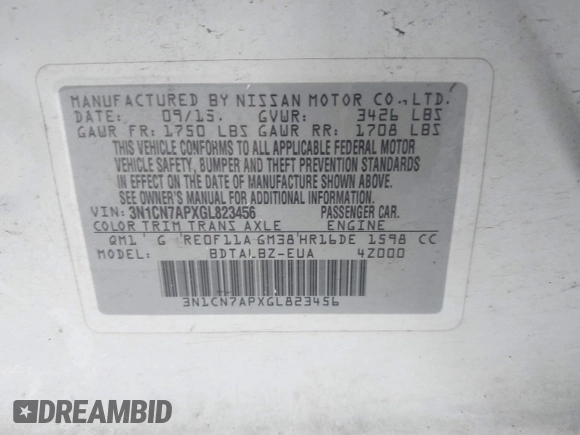 MANUFACTURED BY NISSAN MOTOR CO., LTD.
DATE: 09/15. GVWR: 3426 LBS
GAWR FR: 1750 LBS GAWR RR: 1708 LBS
THIS VEHICLE CONFORMS TO ALL APPLICABLE FEDERAL MOTOR
VEHICLE SAFETY, BUMPER AND THEFT PREVENTION STANDARDS
IN EFFECT ON THE DATE OF MANUFACTURE SHOWN ABOVE.
SEE OWNER'S MANUAL FOR ADDITIONAL INFORMATION.
VIN: 3N1CN7APXGL823456 PASSENGER CAR.
COLOR TRIM TRANS AXLE ENGINE
QM1 G RE0F11A GM38 HR16DE 1598 CC
MODEL: BDTALBZ-EUA 4Z000
3N1CN7APXGL823456
DREAMBID